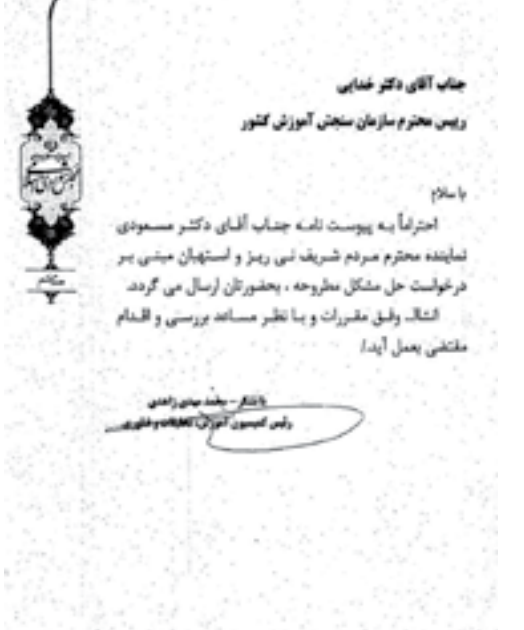 جناب آقای دکتر خدایی
رییس محترم سازمان سنجش آموزش کشور
با سلام
احتراماً به پیوست نامه جناب آقای دکتر مسعودی
نماینده محترم مردم شریف نی ریز و استهبان مبنی بر
درخواست حل مشکل مطروحه ، بحضورتان ارسال می گردد.
انشاا... وفق مقررات و با نظر مساعد بررسی و اقدام
مقتضی بعمل آید./
با تشکر – محمد مهدی زاهدی
رئیس کمیسیون آموزش، تحقیقات و فناوری